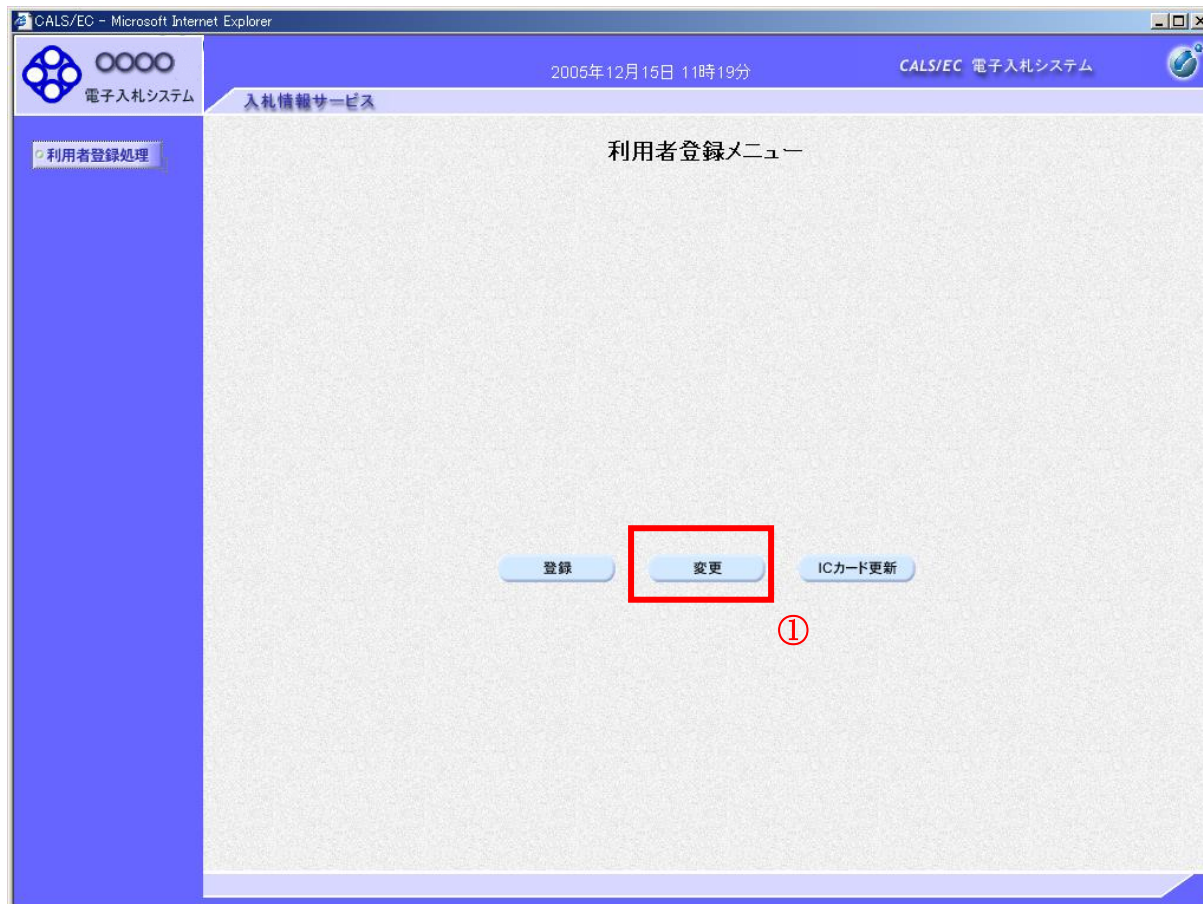 CALS/EC - Microsoft Internet Explorer
○○○○
電子入札システム
2005年12月15日 11時19分
CALS/EC 電子入札システム
入札情報サービス
利用者登録処理
利用者登録メニュー
登録
変更
ICカード更新
①